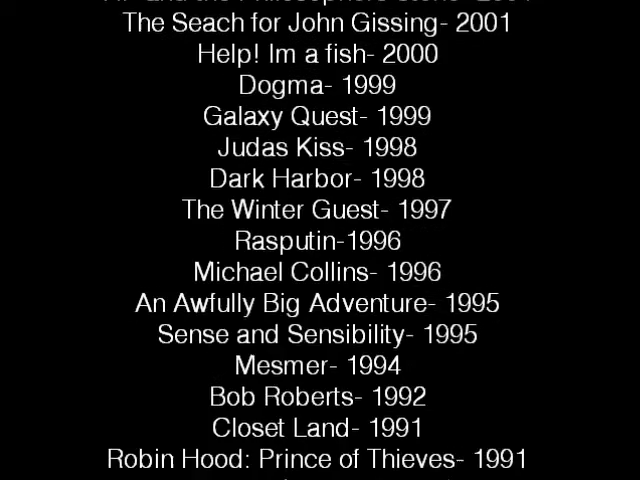 The Seach for John Gissing- 2001
Help! Im a fish- 2000
Dogma- 1999
Galaxy Quest- 1999
Judas Kiss- 1998
Dark Harbor- 1998
The Winter Guest- 1997
Rasputin-1996
Michael Collins- 1996
An Awfully Big Adventure- 1995
Sense and Sensibility- 1995
Mesmer- 1994
Bob Roberts- 1992
Closet Land- 1991
Robin Hood: Prince of Thieves- 1991